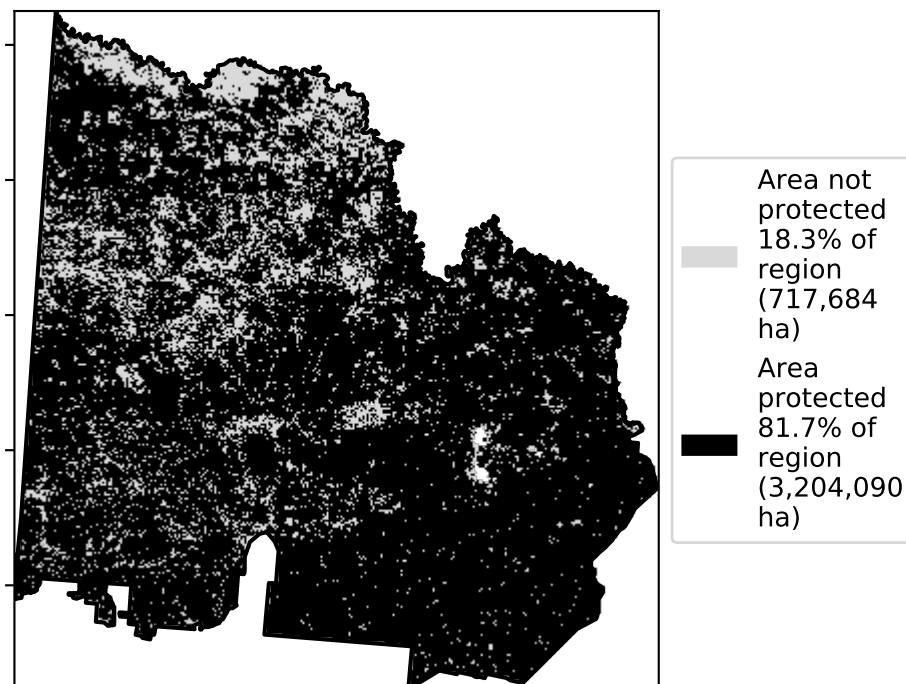 Area not
protected
18.3% of
region
(717,684
ha)
Area
protected
81.7% of
region
(3,204,090
ha)